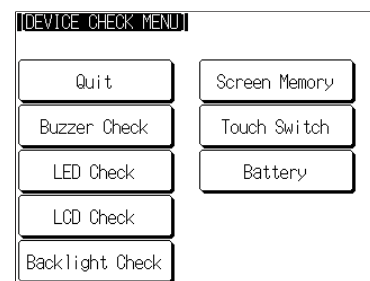 [DEVICE CHECK MENU]
Quit
Screen Memory
Buzzer Check
Touch Switch
LED Check
Battery
LCD Check
Backlight Check